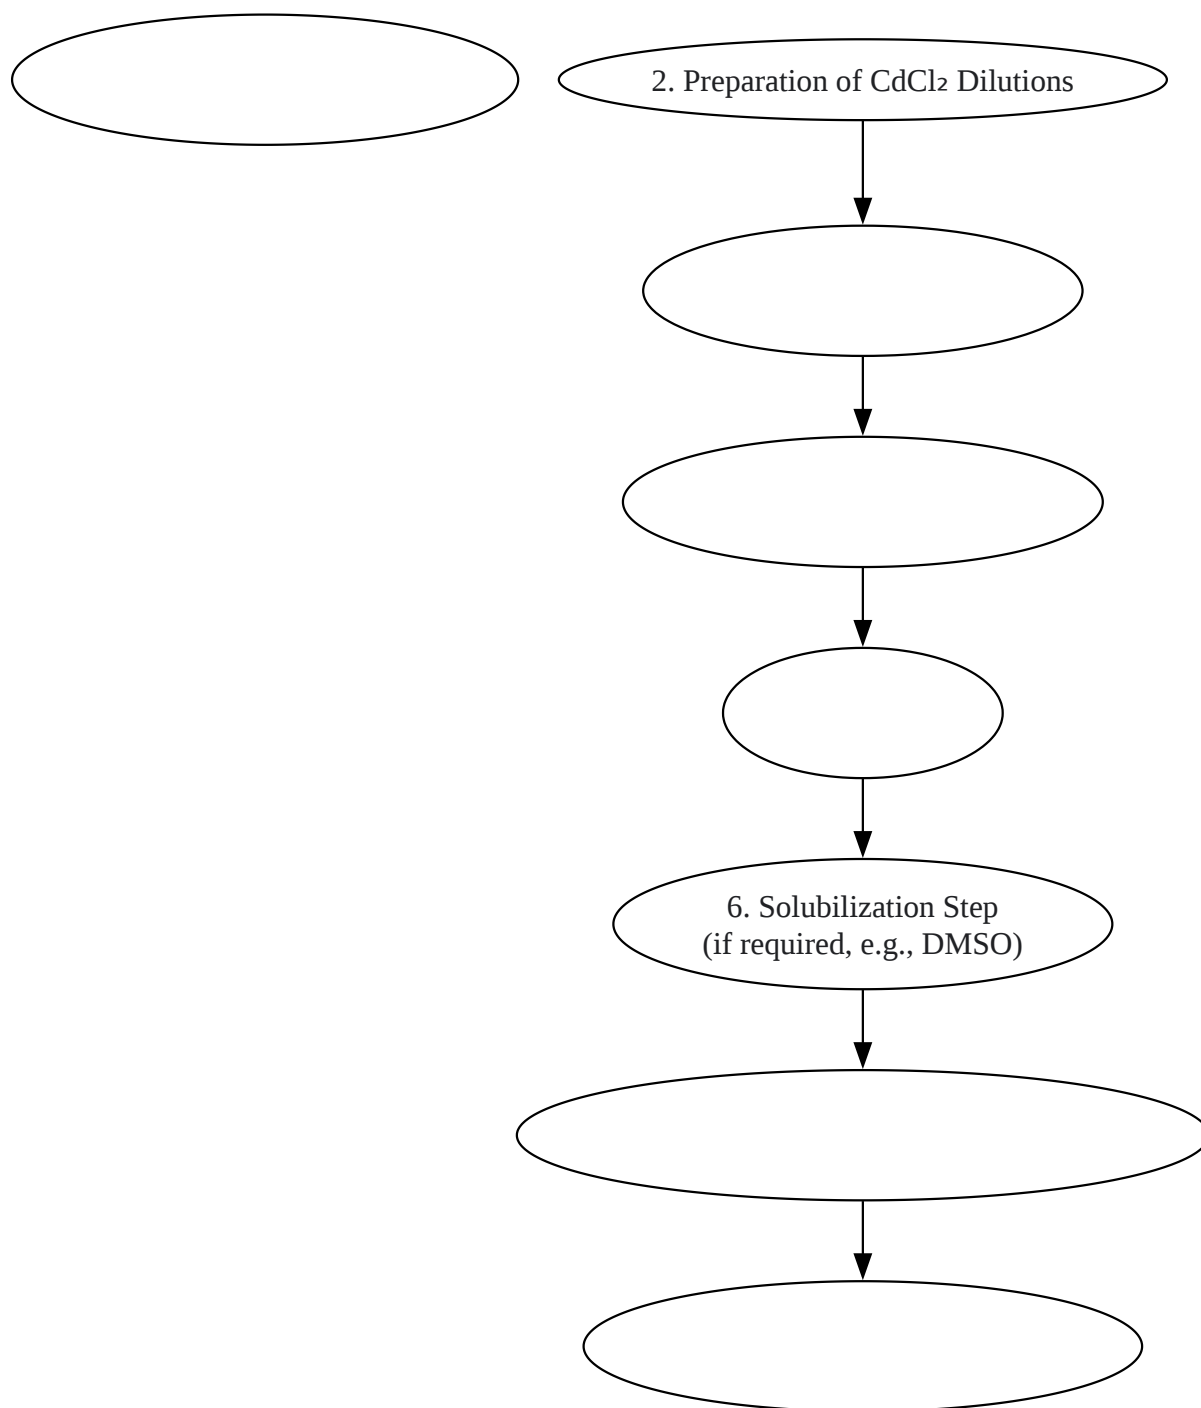 2. Preparation of CdCl₂ Dilutions
6. Solubilization Step
(if required, e.g., DMSO)